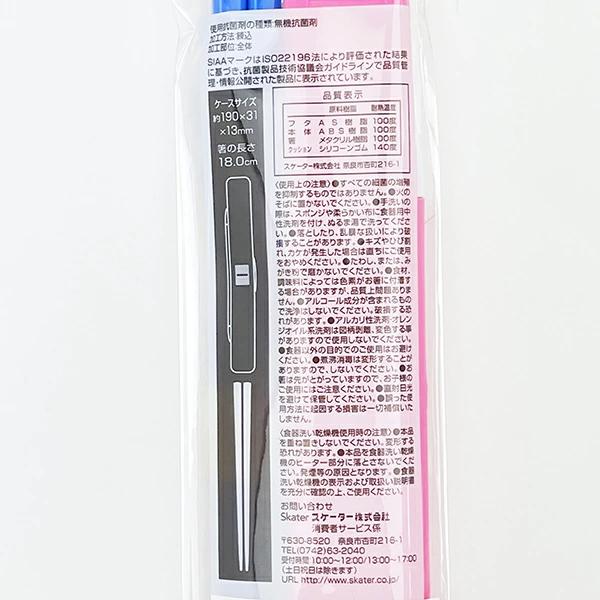 使用抗菌剤の種類:無機抗菌剤
加工方法:練込
加工部位:全体
SIAAマークはISO22196法により評価された結果
に基づき、抗菌製品技術協議会ガイドラインで品質管
理・情報公開された製品に表示されています。
ケースサイズ
約190×31
×13mm
箸の長さ
18.0cm
品質表示
原料樹脂 耐熱温度
フタ AS樹脂 100度
本体 ABS樹脂 100度
箸 メタクリル樹脂 100度
クッション シリコーンゴム 140度
スケーター株式会社 奈良市杏町216-1
〈使用上の注意〉●すべての細菌の増殖
を抑制するものではありません。●火の
そばに置かないでください。●手洗いの
際は、スポンジや柔らかい布に食器用中
性洗剤を付け、ぬるま湯で洗ってくださ
い。●落としたり、乱暴な扱いにより破
損することがあります。●キズやひび割
れ、カケが発生した場合は直ちにご使用
をおやめください。●たわし、または、み
がき粉で磨かないでください。●食材、
調味料によっては色素がお箸に付着す
る場合がありますが、品質上問題ありませ
ん。●アルコール成分が含まれるもの
で洗浄はしないでください。破損する恐
れがあります。●アルカリ性洗剤・オレン
ジオイル系洗剤は図柄剥離、変色する事
がありますので使用しないでください。
●食器以外の目的でのご使用はお避け
ください。●煮沸消毒は変形することが
ありますので、しないでください。●お
箸は先がとがっていますので、お子様の
ご使用にはご注意ください。●直射日光
を避けて保管してください。●誤った使
用方法に起因する損害は一切補償いた
しません。
〈食器洗い乾燥機使用時の注意〉●本品
を重ね置きしないでください。変形する
恐れがあります。●本品を食器洗い乾燥
機のヒーター部分に落とさないでくださ
い。発煙等の原因となります。●食器
洗い乾燥機の表示および取扱い説明書
を充分に確認の上、ご使用ください。
お問い合わせ
Skater スケーター株式会社
消費者サービス係
〒630-8520 奈良市杏町216-1
TEL(0742)63-2040
受付時間 10:00~12:00/13:00~17:00
(土日祝日は除きます)
URL http://www.skater.co.jp/